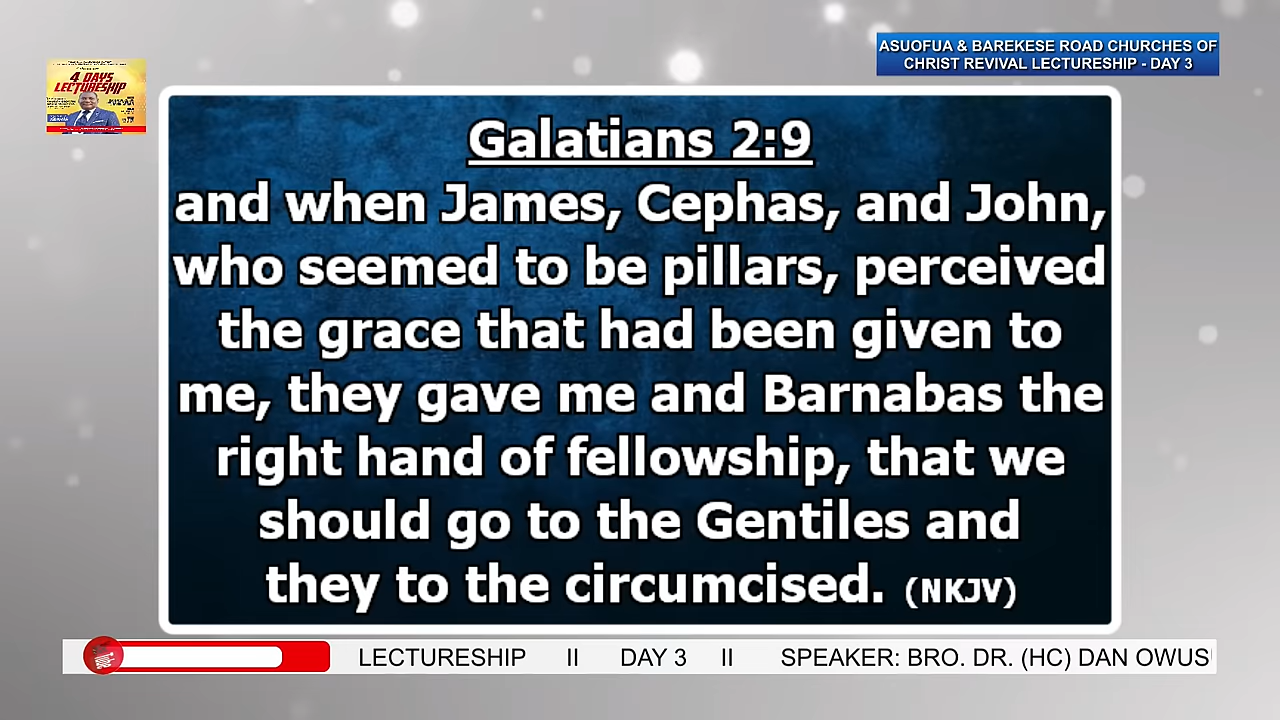 ASUOFUA & BAREKESE ROAD CHURCHES OF
CHRIST REVIVAL LECTURESHIP - DAY 3
4 DAYS
LECTURESHIP
Galatians 2:9
and when James, Cephas, and John,
who seemed to be pillars, perceived
the grace that had been given to
me, they gave me and Barnabas the
right hand of fellowship, that we
should go to the Gentiles and
they to the circumcised. (NKJV)
LECTURESHIP II DAY 3 II SPEAKER: BRO. DR. (HC) DAN OWUS